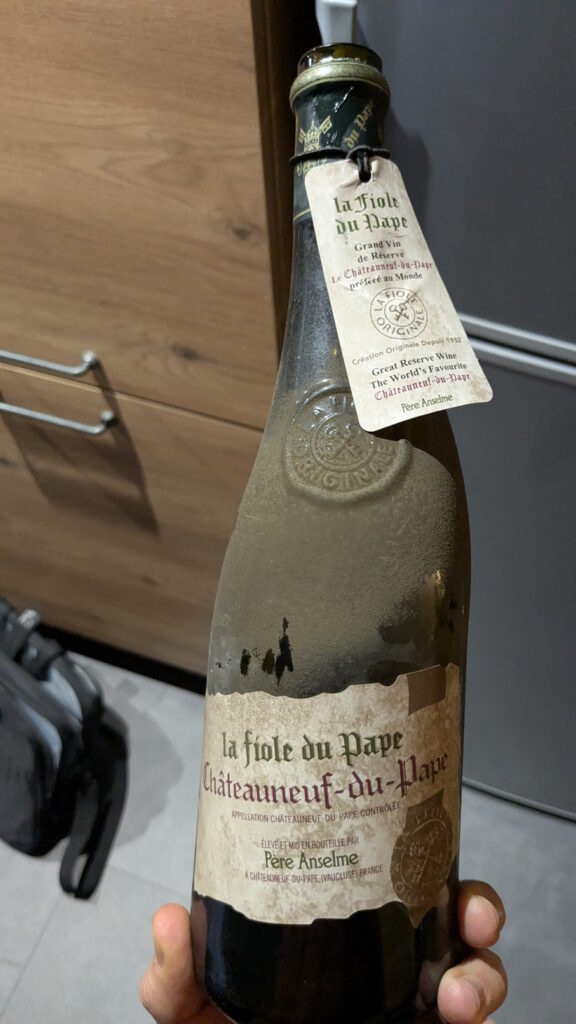 du Pape
la Fiole
du Pape
Grand Vin
de Réserve
Le Châteauneuf-du-Pape
préféré au Monde
LA FIOLE
ORIGINALE
Création Originale Depuis 1952
Great Reserve Wine
The World's Favourite
Châteauneuf-du-Pape
Père Anselme
ORIGINALE
la fiole du Pape
Châteauneuf-du-Pape
APPELLATION CHÂTEAUNEUF-DU-PAPE CONTRÔLÉE
ÉLEVÉ ET MIS EN BOUTEILLE PAR
Père Anselme
À CHÂTEAUNEUF-DU-PAPE (VAUCLUSE) FRANCE